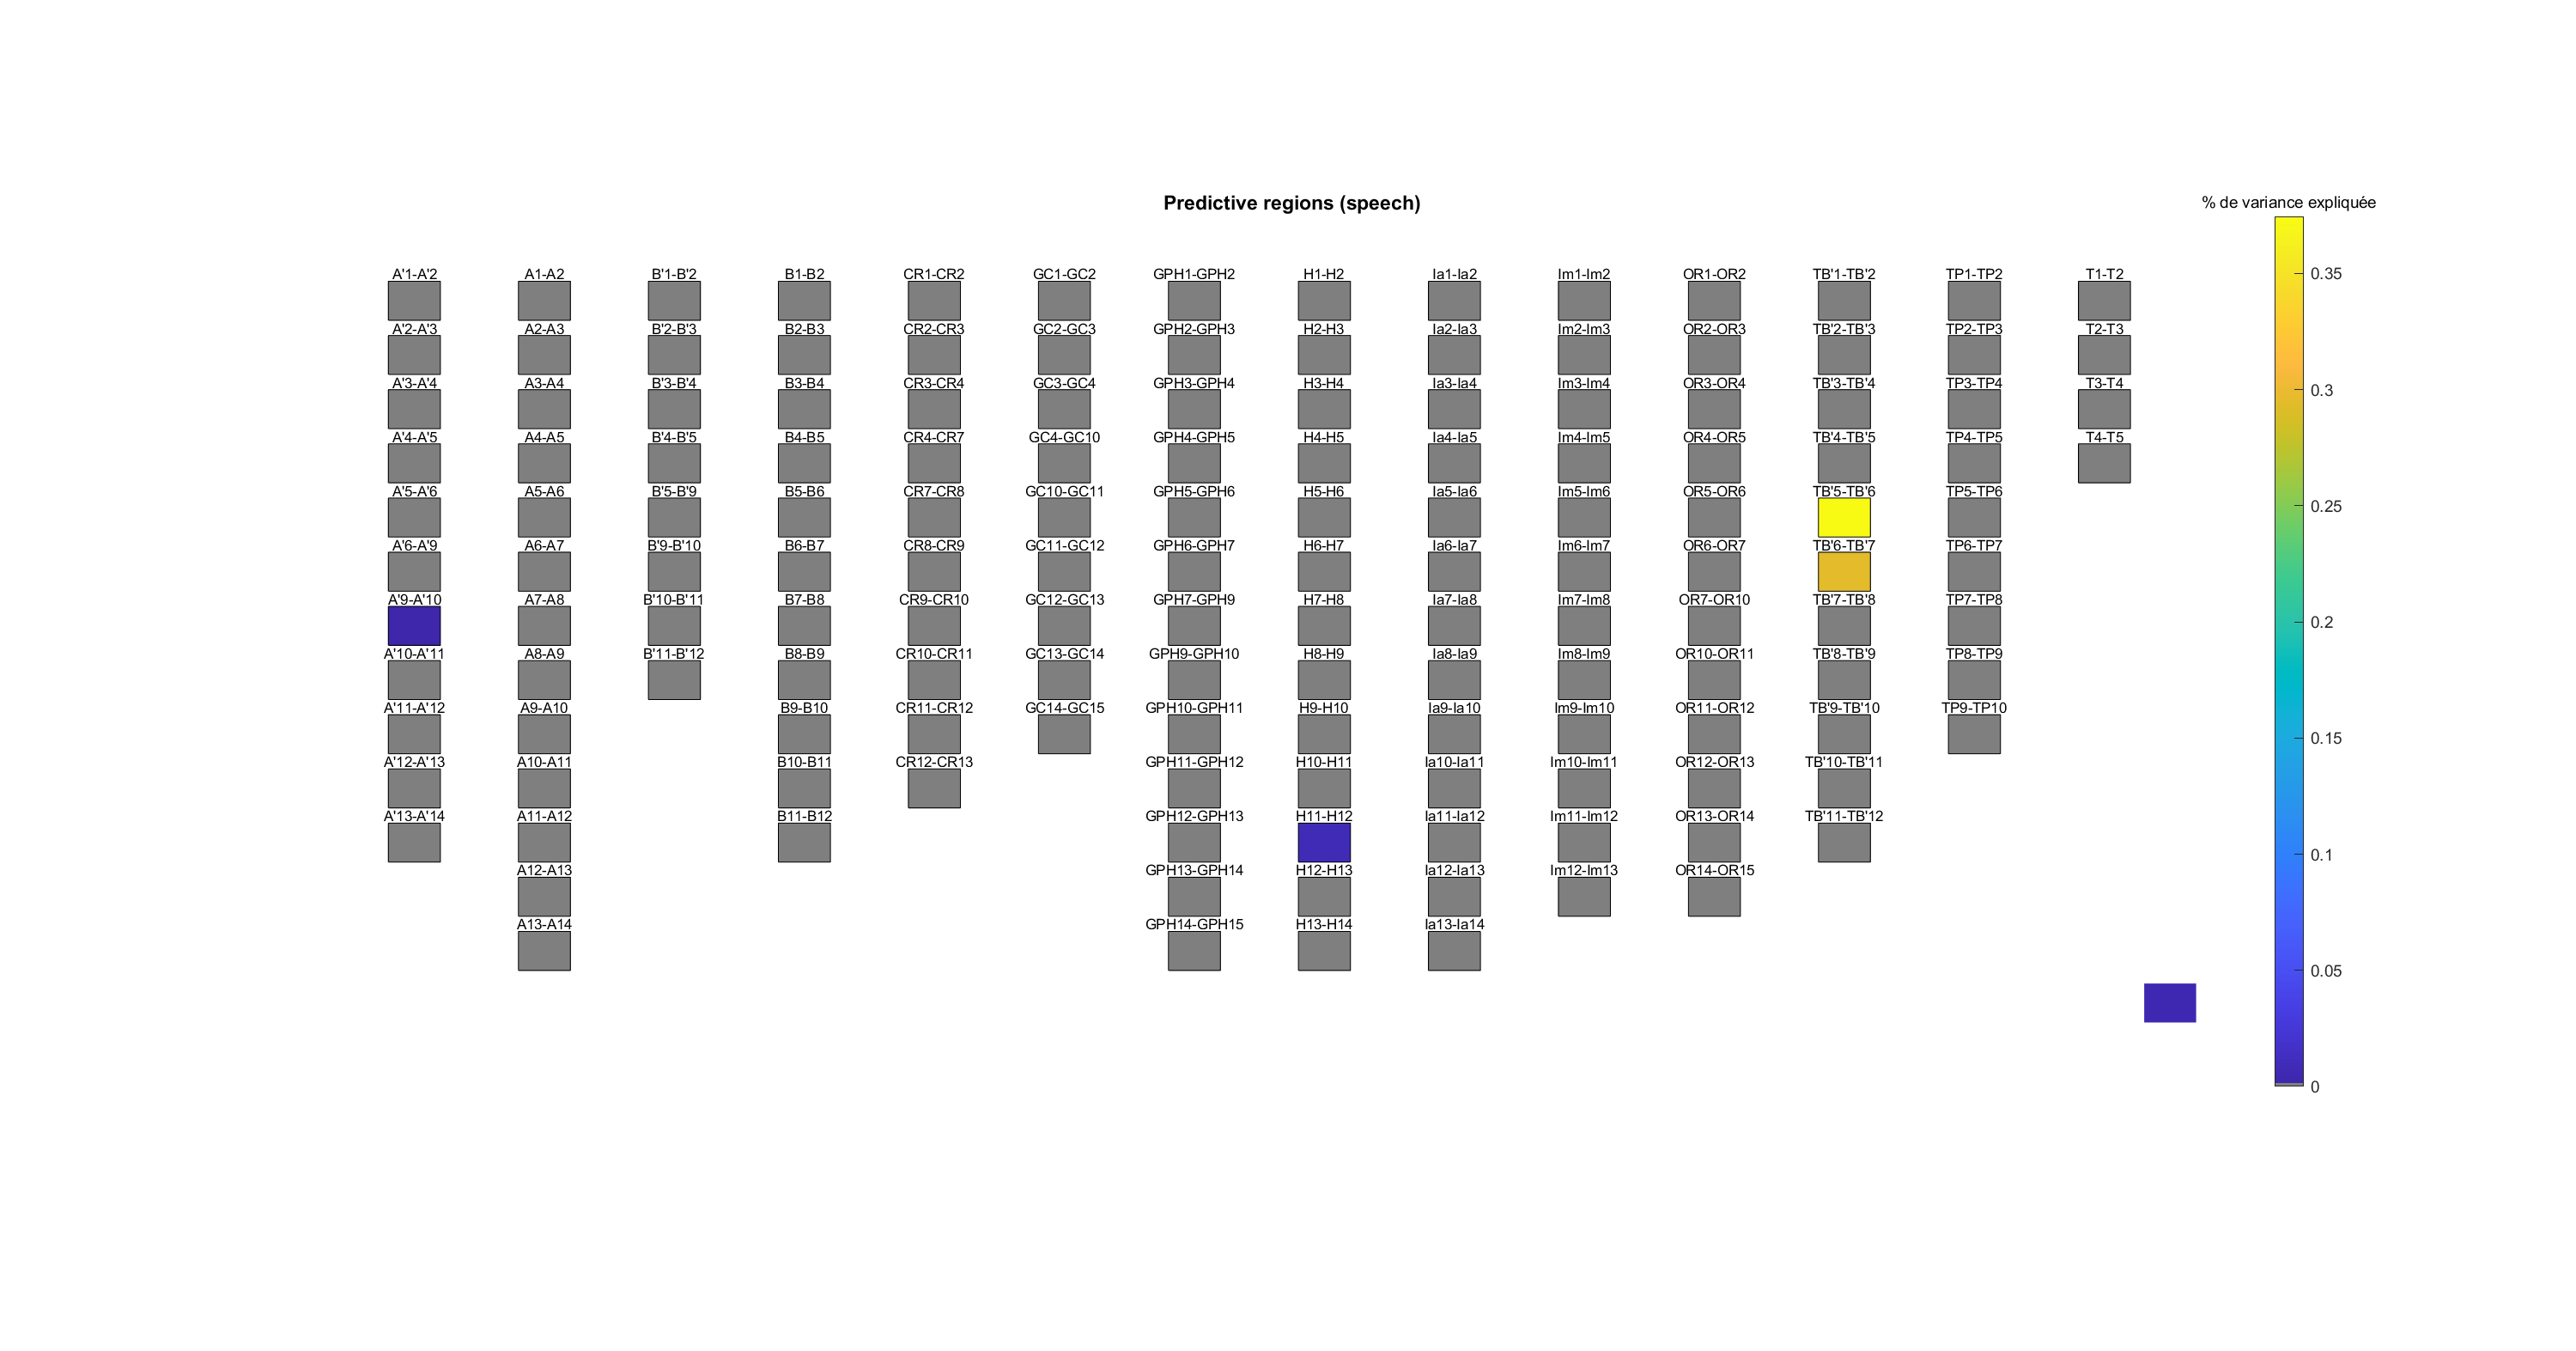 Predictive regions (speech)
% de variance expliquée
A'1-A'2 A1-A2 B'1-B'2 B1-B2 CR1-CR2 GC1-GC2 GPH1-GPH2 H1-H2 Ia1-Ia2 Im1-Im2 OR1-OR2 TB'1-TB'2 TP1-TP2 T1-T2
0.35
A'2-A'3 A2-A3 B'2-B'3 B2-B3 CR2-CR3 GC2-GC3 GPH2-GPH3 H2-H3 Ia2-Ia3 Im2-Im3 OR2-OR3 TB'2-TB'3 TP2-TP3 T2-T3
A'3-A'4 A3-A4 B'3-B'4 B3-B4 CR3-CR4 GC3-GC4 GPH3-GPH4 H3-H4 Ia3-Ia4 Im3-Im4 OR3-OR4 TB'3-TB'4 TP3-TP4 T3-T4
0.3
A'4-A'5 A4-A5 B'4-B'5 B4-B5 CR4-CR7 GC4-GC10 GPH4-GPH5 H4-H5 Ia4-Ia5 Im4-Im5 OR4-OR5 TB'4-TB'5 TP4-TP5 T4-T5
A'5-A'6 A5-A6 B'5-B'9 B5-B6 CR7-CR8 GC10-GC11 GPH5-GPH6 H5-H6 Ia5-Ia6 Im5-Im6 OR5-OR6 TB'5-TB'6 TP5-TP6
0.25
A'6-A'9 A6-A7 B'9-B'10 B6-B7 CR8-CR9 GC11-GC12 GPH6-GPH7 H6-H7 Ia6-Ia7 Im6-Im7 OR6-OR7 TB'6-TB'7 TP6-TP7
A'9-A'10 A7-A8 B'10-B'11 B7-B8 CR9-CR10 GC12-GC13 GPH7-GPH9 H7-H8 Ia7-Ia8 Im7-Im8 OR7-OR10 TB'7-TB'8 TP7-TP8
0.2
A'10-A'11 A8-A9 B'11-B'12 B8-B9 CR10-CR11 GC13-GC14 GPH9-GPH10 H8-H9 Ia8-Ia9 Im8-Im9 OR10-OR11 TB'8-TB'9 TP8-TP9
A'11-A'12 A9-A10 B9-B10 CR11-CR12 GC14-GC15 GPH10-GPH11 H9-H10 Ia9-Ia10 Im9-Im10 OR11-OR12 TB'9-TB'10 TP9-TP10
0.15
A'12-A'13 A10-A11 B10-B11 CR12-CR13 GPH11-GPH12 H10-H11 Ia10-Ia11 Im10-Im11 OR12-OR13 TB'10-TB'11
A'13-A'14 A11-A12 B11-B12 GPH12-GPH13 H11-H12 Ia11-Ia12 Im11-Im12 OR13-OR14 TB'11-TB'12
0.1
A12-A13 GPH13-GPH14 H12-H13 Ia12-Ia13 Im12-Im13 OR14-OR15
A13-A14 GPH14-GPH15 H13-H14 Ia13-Ia14
0.05
0